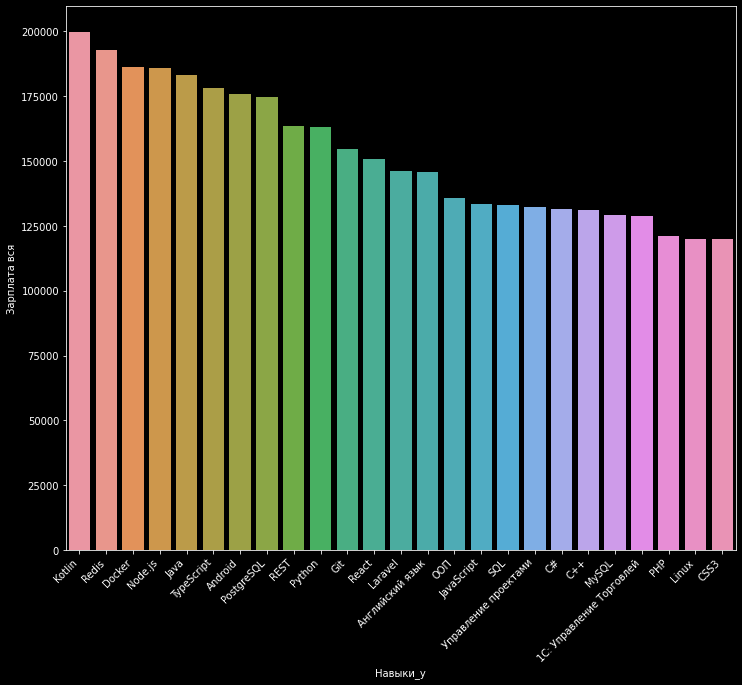 Зарплата вся
200000
175000
150000
125000
100000
75000
50000
25000
0
Kotlin
Redis
Docker
Node.js
Java
TypeScript
Android
PostgreSQL
REST
Python
Git
React
Laravel
Английский язык
ООП
JavaScript
SQL
Управление проектами
C#
C++
MySQL
1С: Управление Торговлей
PHP
Linux
CSS3
Навыки_y